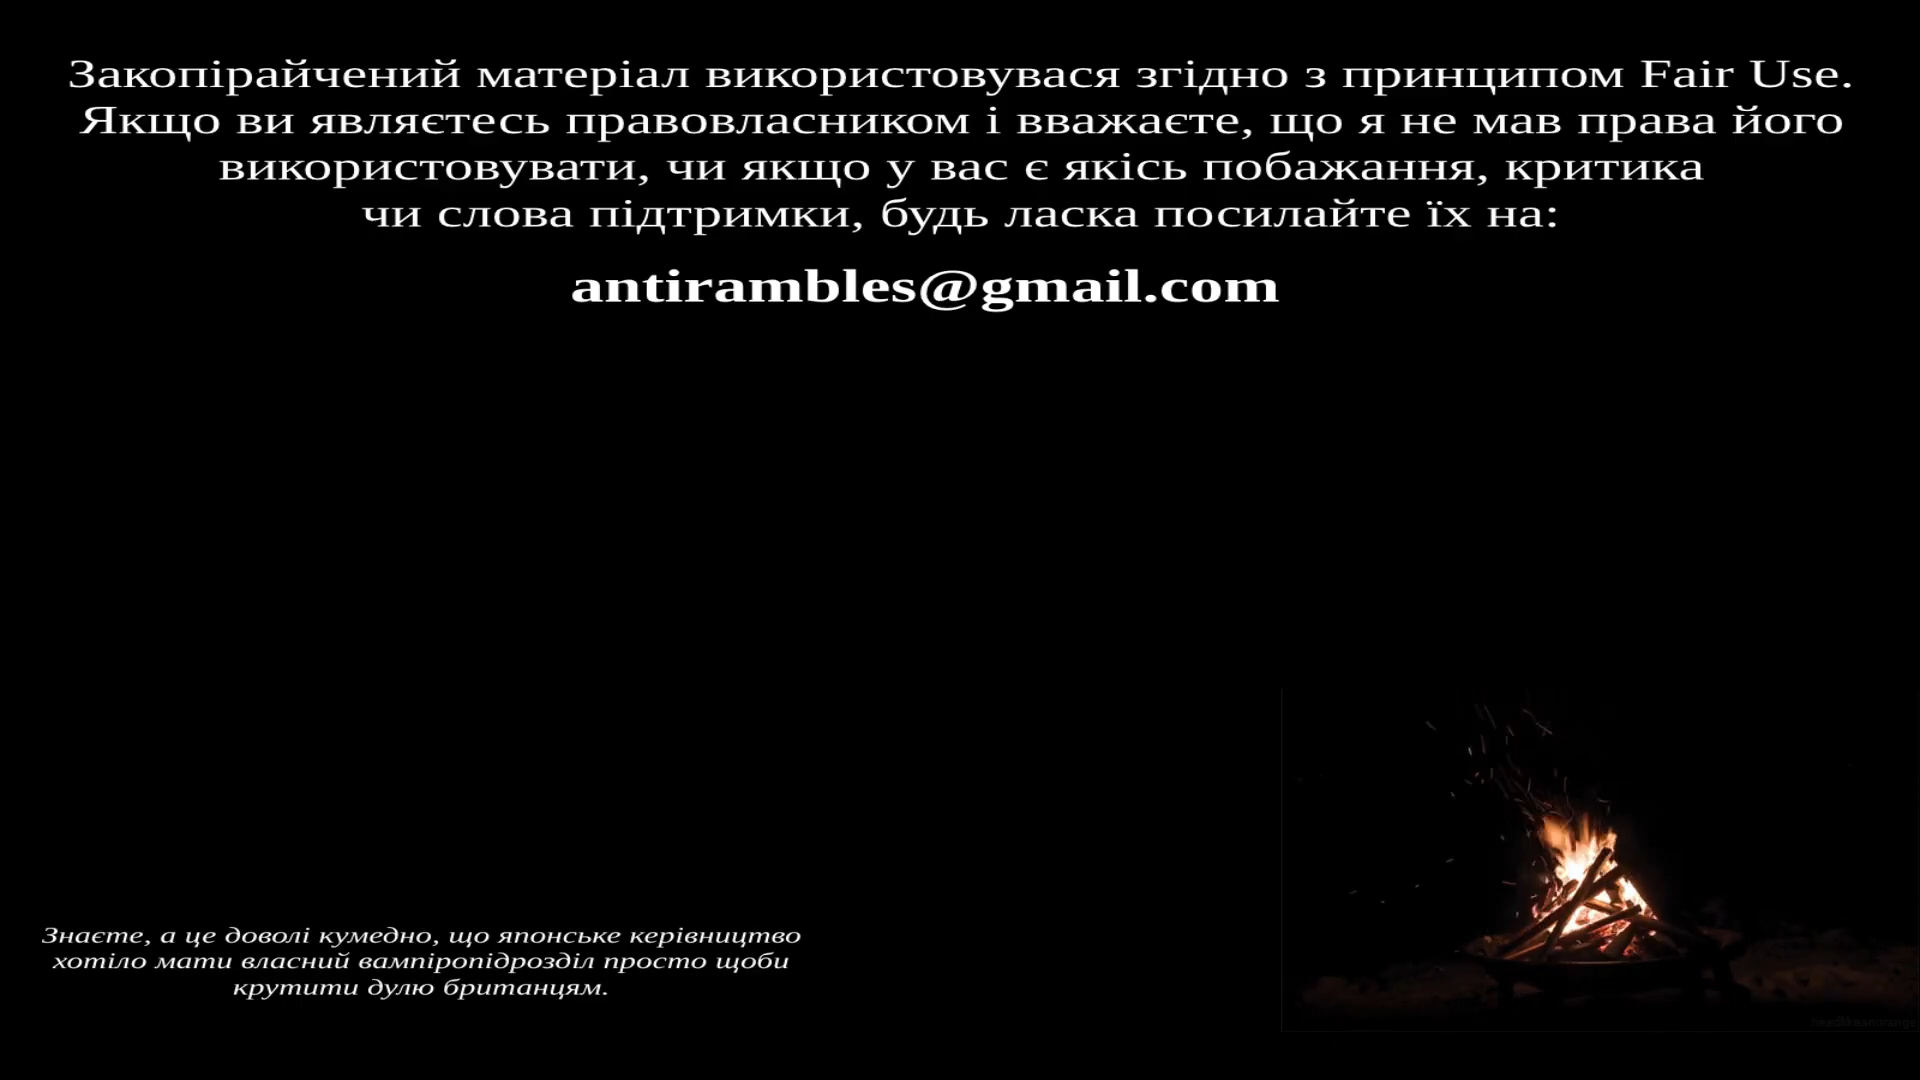 Закопірайчений матеріал використовувася згідно з принципом Fair Use.
Якщо ви являєтесь правовласником і вважаєте, що я не мав права його
використовувати, чи якщо у вас є якісь побажання, критика
чи слова підтримки, будь ласка посилайте їх на:
antirambles@gmail.com
Знаєте, а це доволі кумедно, що японське керівництво
хотіло мати власний вампіропідрозділ просто щоби
крутити дулю британцям.